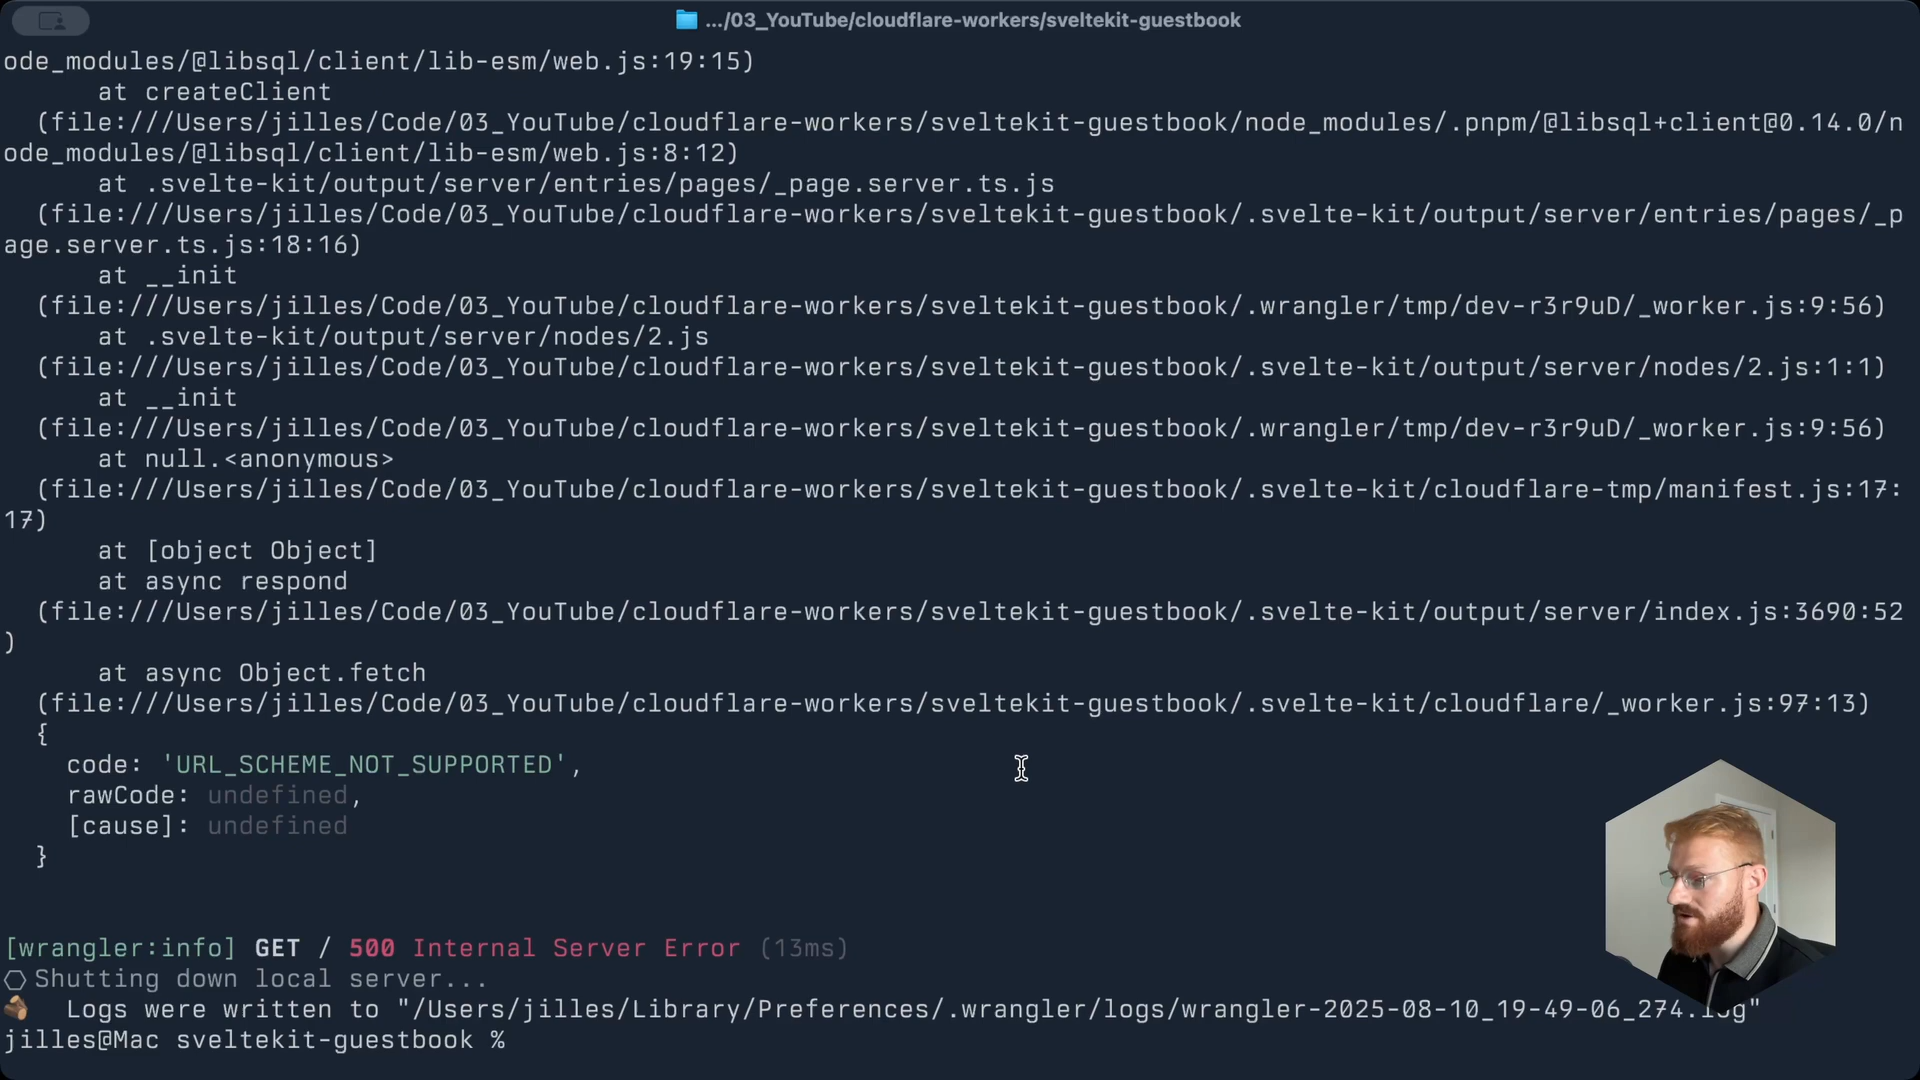 .../03_YouTube/cloudflare-workers/sveltekit-guestbook
ode_modules/@libsql/client/lib-esm/web.js:19:15)
at createClient
(file:///Users/jilles/Code/03_YouTube/cloudflare-workers/sveltekit-guestbook/node_modules/.pnpm/@libsql+client@0.14.0/n
ode_modules/@libsql/client/lib-esm/web.js:8:12)
at .svelte-kit/output/server/entries/pages/_page.server.ts.js
(file:///Users/jilles/Code/03_YouTube/cloudflare-workers/sveltekit-guestbook/.svelte-kit/output/server/entries/pages/_p
age.server.ts.js:18:16)
at __init
(file:///Users/jilles/Code/03_YouTube/cloudflare-workers/sveltekit-guestbook/.wrangler/tmp/dev-r3r9uD/_worker.js:9:56)
at .svelte-kit/output/server/nodes/2.js
(file:///Users/jilles/Code/03_YouTube/cloudflare-workers/sveltekit-guestbook/.svelte-kit/output/server/nodes/2.js:1:1)
at __init
(file:///Users/jilles/Code/03_YouTube/cloudflare-workers/sveltekit-guestbook/.wrangler/tmp/dev-r3r9uD/_worker.js:9:56)
at null.<anonymous>
(file:///Users/jilles/Code/03_YouTube/cloudflare-workers/sveltekit-guestbook/.svelte-kit/cloudflare-tmp/manifest.js:17:
17)
at [object Object]
at async respond
(file:///Users/jilles/Code/03_YouTube/cloudflare-workers/sveltekit-guestbook/.svelte-kit/output/server/index.js:3690:52
)
at async Object.fetch
(file:///Users/jilles/Code/03_YouTube/cloudflare-workers/sveltekit-guestbook/.svelte-kit/cloudflare/_worker.js:97:13)
{
code: 'URL_SCHEME_NOT_SUPPORTED',
rawCode: undefined,
[cause]: undefined
}
[wrangler:info] GET / 500 Internal Server Error (13ms)
Shutting down local server...
Logs were written to "/Users/jilles/Library/Preferences/.wrangler/logs/wrangler-2025-08-10_19-49-06_274.log"
jilles@Mac sveltekit-guestbook %